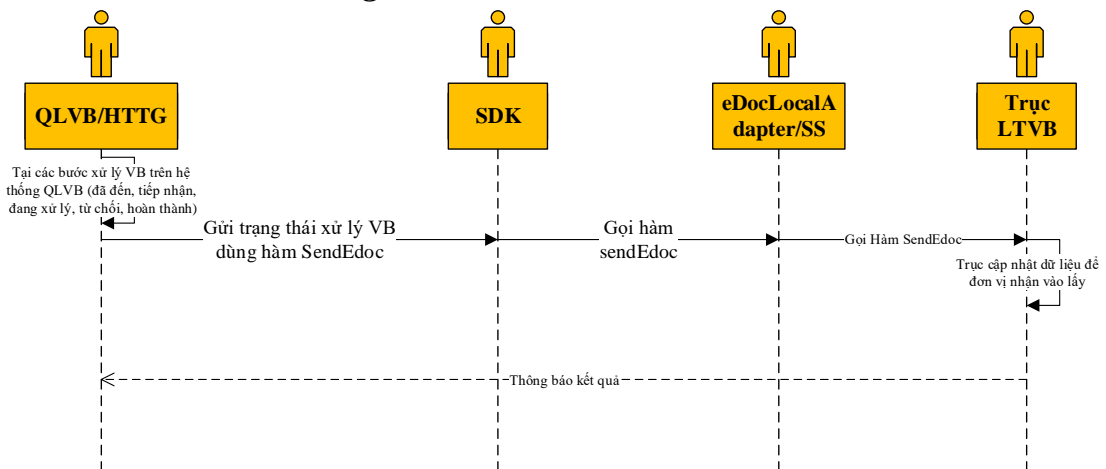 QLVB/HTTG
SDK
eDocLocalA
dapter/SS
Trục
LTVB
Tại các bước xử lý VB trên hệ
thống QLVB (đã đến, tiếp nhận,
đang xử lý, từ chối, hoàn thành)
Gửi trạng thái xử lý VB
dùng hàm SendEdoc
Gọi hàm
sendEdoc
Gọi Hàm SendEdoc
Trục cập nhật dữ liệu để
đơn vị nhận vào lấy
Thông báo kết quả